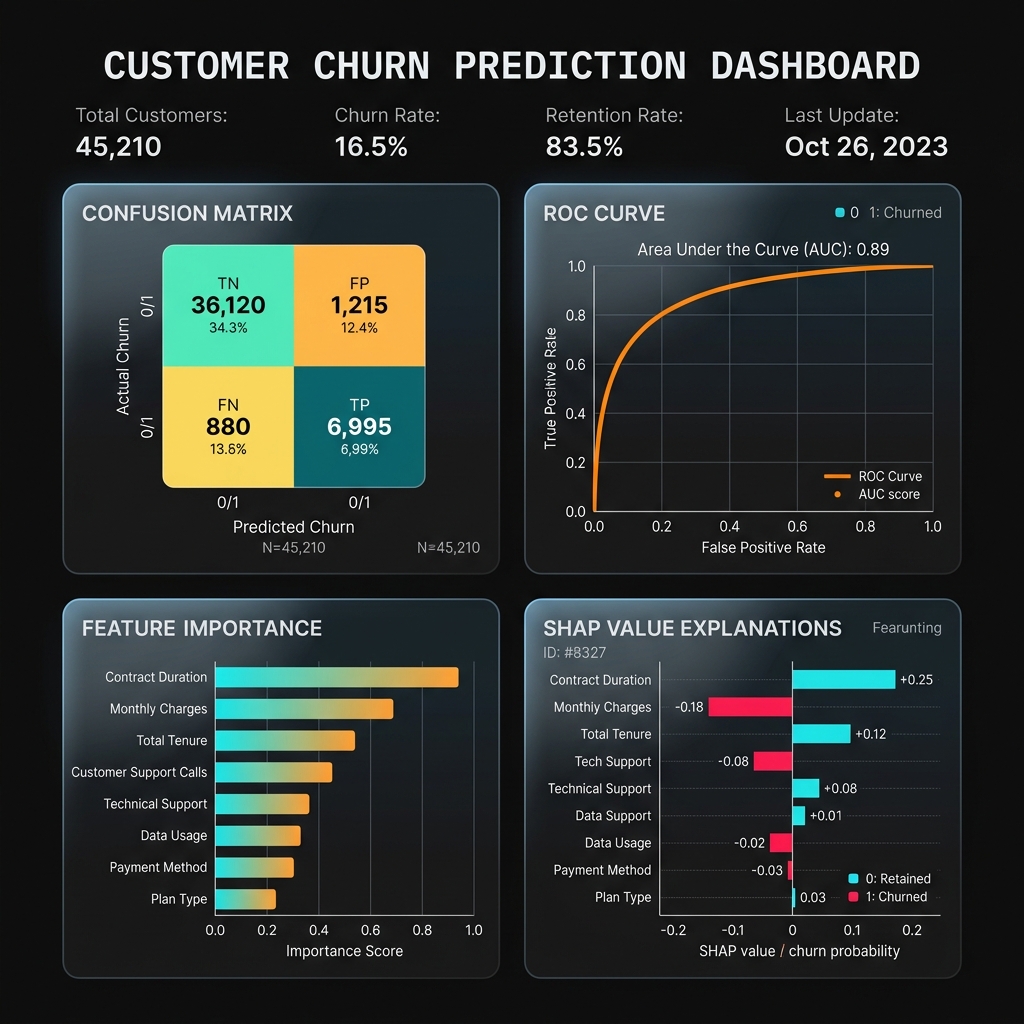 CUSTOMER CHURN PREDICTION DASHBOARD
Total Customers:
45,210
Churn Rate:
16.5%
Retention Rate:
83.5%
Last Update:
Oct 26, 2023
CONFUSION MATRIX
Actual Churn
0/1
0/1
TN
36,120
34.3%
FP
1,215
12.4%
FN
880
13.6%
TP
6,995
6,99%
0/1
0/1
Predicted Churn
N=45,210
N=45,210
ROC CURVE
0 1: Churned
Area Under the Curve (AUC): 0.89
True Positive Rate
1.0
0.8
0.6
0.4
0.2
0.0
ROC Curve
AUC score
0.0 0.2 0.4 0.6 0.8 1.0
False Positive Rate
FEATURE IMPORTANCE
Contract Duration
Monthly Charges
Total Tenure
Customer Support Calls
Technical Support
Data Usage
Payment Method
Plan Type
0.0 0.2 0.4 0.6 0.8 1.0
Importance Score
SHAP VALUE EXPLANATIONS
Fearunting
ID: #8327
Contract Duration +0.25
Monthly Charges -0.18
Total Tenure +0.12
Tech Support -0.08
Technical Support +0.08
Data Support +0.01
Data Usage -0.02
Payment Method -0.03
Plan Type 0.03
0: Retained
1: Churned
-0.2 -0.1 0 0.1 0.2
SHAP value / churn probability